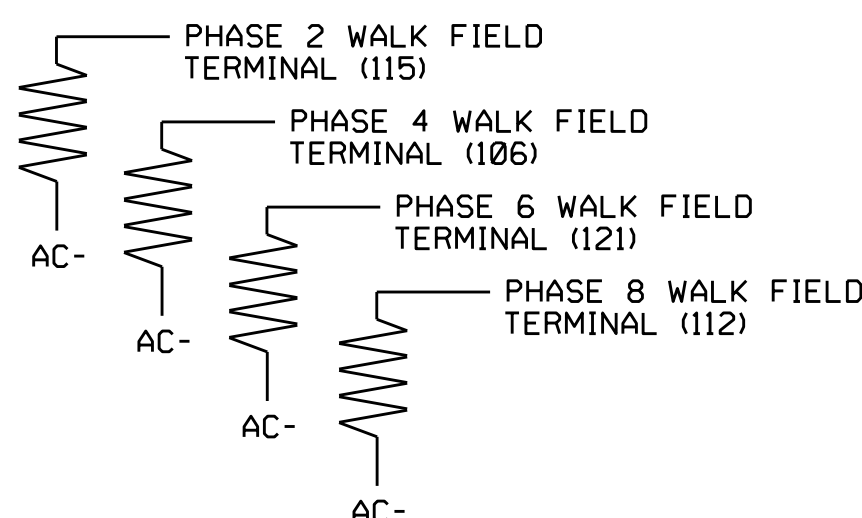 PHASE 2 WALK FIELD
TERMINAL (115)
PHASE 4 WALK FIELD
TERMINAL (106)
AC-
PHASE 6 WALK FIELD
TERMINAL (121)
AC-
PHASE 8 WALK FIELD
TERMINAL (112)
AC-
AC-